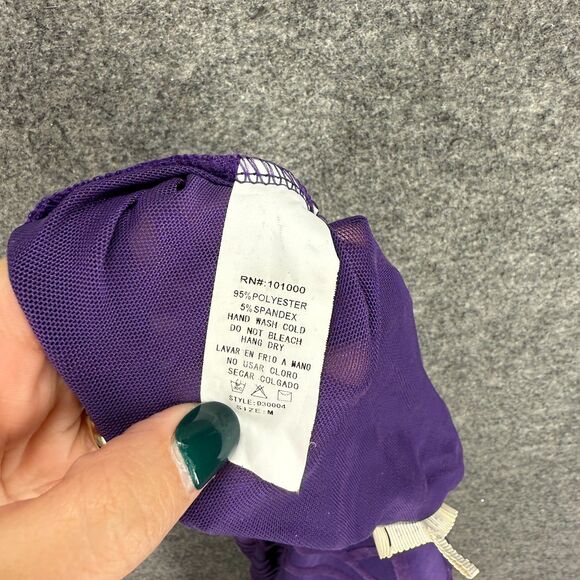 RN#:101000
95%POLYESTER
5%SPANDEX
HAND WASH COLD
DO NOT BLEACH
HANG DRY
LAVAR EN FRIO A MANO
NO USAR CLORO
SECAR COLGADO
STYLE:030004
SIZE:M